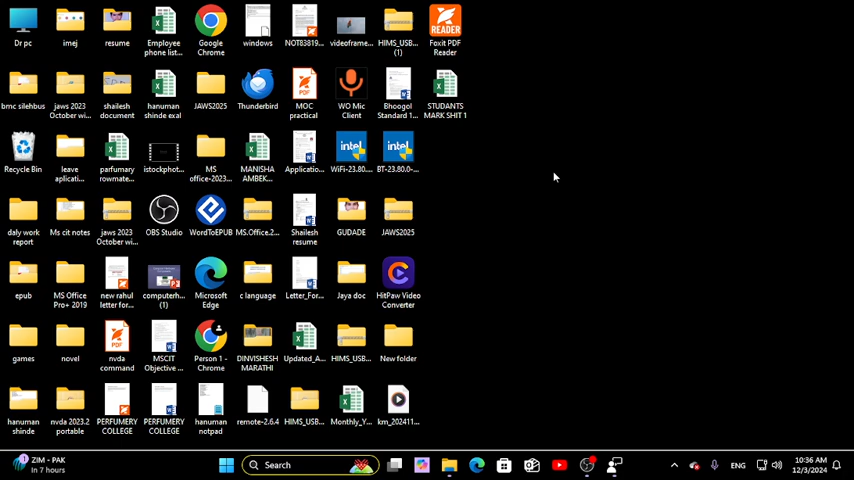 Dr pc
imej
resume
Employee
phone list...
Google
Chrome
windows
NOT83819...
videoframe...
HIMS_USB...
(1)
READER
Foxit PDF
Reader
bmc silehbus
jaws 2023
October wi...
shailesh
document
hanuman
shinde exal
JAWS2025
Thunderbird
PDF
MOC
practical
WO Mic
Client
Bhoogol
Standard 1...
STUDANTS
MARK SHIT 1
Recycle Bin
leave
aplicati...
parfumary
rowmate...
istockphot...
MS
office-2023...
MANISHA
AMBEK...
Applicatio...
intel
WiFi-23.80....
intel
BT-23.80.0-...
daly work
report
Ms cit notes
jaws 2023
October wi...
OBS Studio
WordToEPUB
MS.Office.2...
Shailesh
resume
GUDADE
JAWS2025
epub
MS Office
Pro+ 2019
new rahul
letter for...
computerh...
(1)
Microsoft
Edge
c language
Letter_For...
Jaya doc
HitPaw Video
Converter
games
novel
PDF
nvda
command
MSCIT
Objective ...
Person 1 -
Chrome
DINVISHESH
MARATHI
Updated_A...
HIMS_USB...
New folder
hanuman
shinde
nvda 2023.2
portable
PERFUMERY
COLLEGE
PERFUMERY
COLLEGE
hanuman
notpad
remote-2.6.4
HIMS_USB...
Monthly_Y...
km_202411...
1
ZIM - PAK
In 7 hours
Search
ENG
10:36 AM
12/3/2024